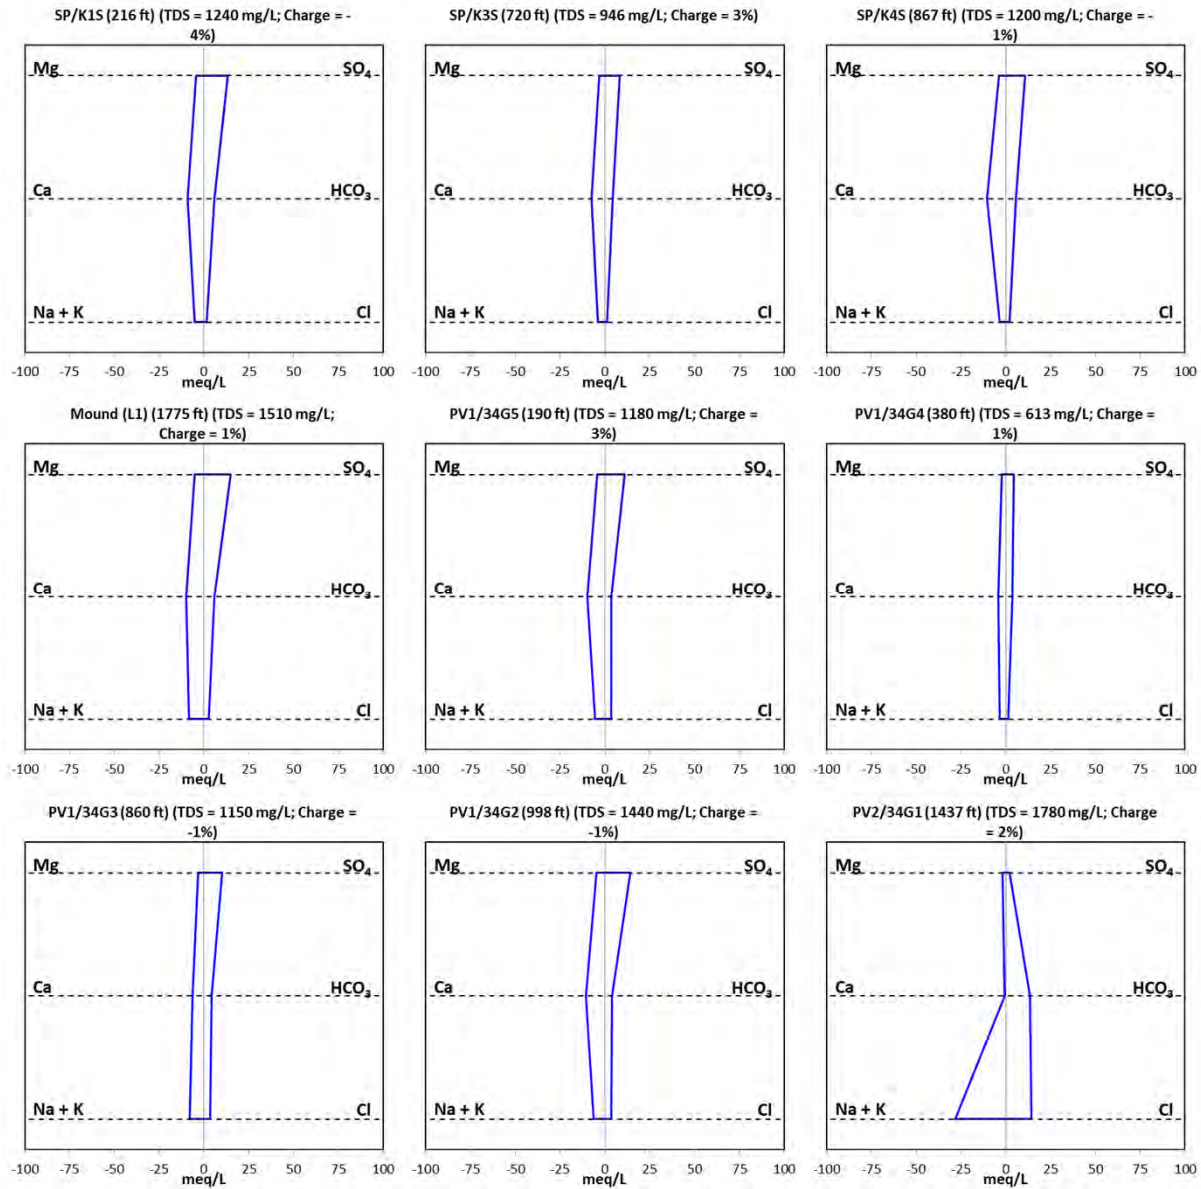 SP/K1S (216 ft) (TDS = 1240 mg/L; Charge = -
4%)
Mg SO₄
Ca HCO₃
Na + K Cl
-100 -75 -50 -25 0 25 50 75 100
meq/L
SP/K3S (720 ft) (TDS = 946 mg/L; Charge = 3%)
Mg SO₄
Ca HCO₃
Na + K Cl
-100 -75 -50 -25 0 25 50 75 100
meq/L
SP/K4S (867 ft) (TDS = 1200 mg/L; Charge = -
1%)
Mg SO₄
Ca HCO₃
Na + K Cl
-100 -75 -50 -25 0 25 50 75 100
meq/L
Mound (L1) (1775 ft) (TDS = 1510 mg/L;
Charge = 1%)
Mg SO₄
Ca HCO₃
Na + K Cl
-100 -75 -50 -25 0 25 50 75 100
meq/L
PV1/34G5 (190 ft) (TDS = 1180 mg/L; Charge =
3%)
Mg SO₄
Ca HCO₃
Na + K Cl
-100 -75 -50 -25 0 25 50 75 100
meq/L
PV1/34G4 (380 ft) (TDS = 613 mg/L; Charge =
1%)
Mg SO₄
Ca HCO₃
Na + K Cl
-100 -75 -50 -25 0 25 50 75 100
meq/L
PV1/34G3 (860 ft) (TDS = 1150 mg/L; Charge =
-1%)
Mg SO₄
Ca HCO₃
Na + K Cl
-100 -75 -50 -25 0 25 50 75 100
meq/L
PV1/34G2 (998 ft) (TDS = 1440 mg/L; Charge =
-1%)
Mg SO₄
Ca HCO₃
Na + K Cl
-100 -75 -50 -25 0 25 50 75 100
meq/L
PV2/34G1 (1437 ft) (TDS = 1780 mg/L; Charge
= 2%)
Mg SO₄
Ca HCO₃
Na + K Cl
-100 -75 -50 -25 0 25 50 75 100
meq/L